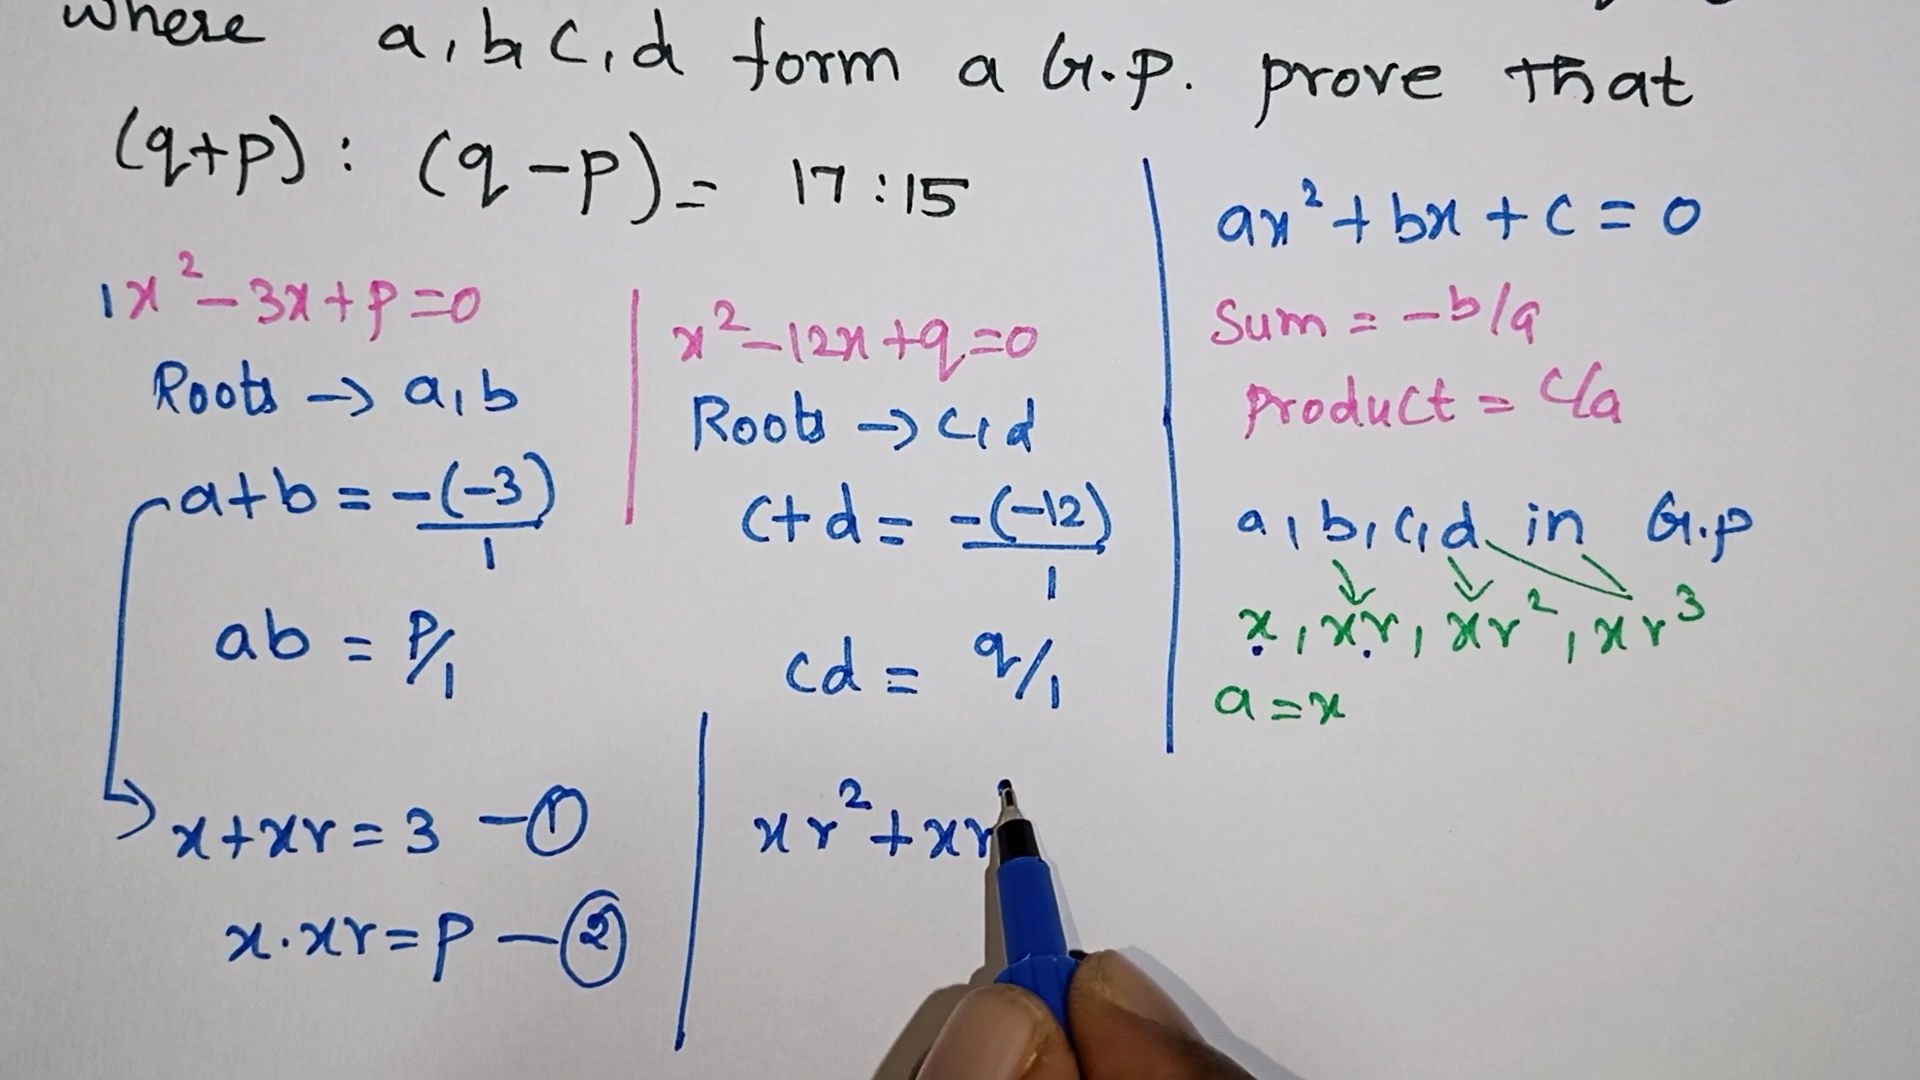 where a, b, c, d form a G.P. prove that
(q+p) : (q-p) = 17:15
1x²-3x+p=0
Roots → a, b
a+b = -(-3)/1
ab = p/1
x²-12x+q=0
Roots → c, d
c+d = -(-12)/1
cd = q/1
ax²+bx+c=0
Sum = -b/a
Product = c/a
a, b, c, d in G.P
x, xr, xr², xr³
a=x
x+xr=3 -①
x.xr=p -②
xr²+xr